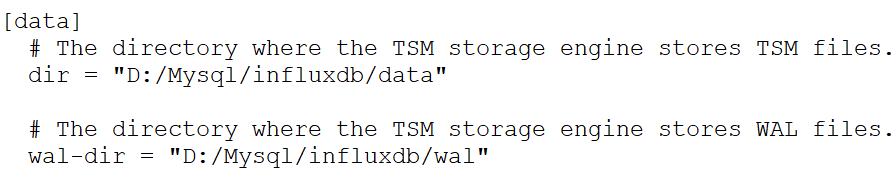 [data]
# The directory where the TSM storage engine stores TSM files.
dir = "D:/Mysql/influxdb/data"
# The directory where the TSM storage engine stores WAL files.
wal-dir = "D:/Mysql/influxdb/wal"